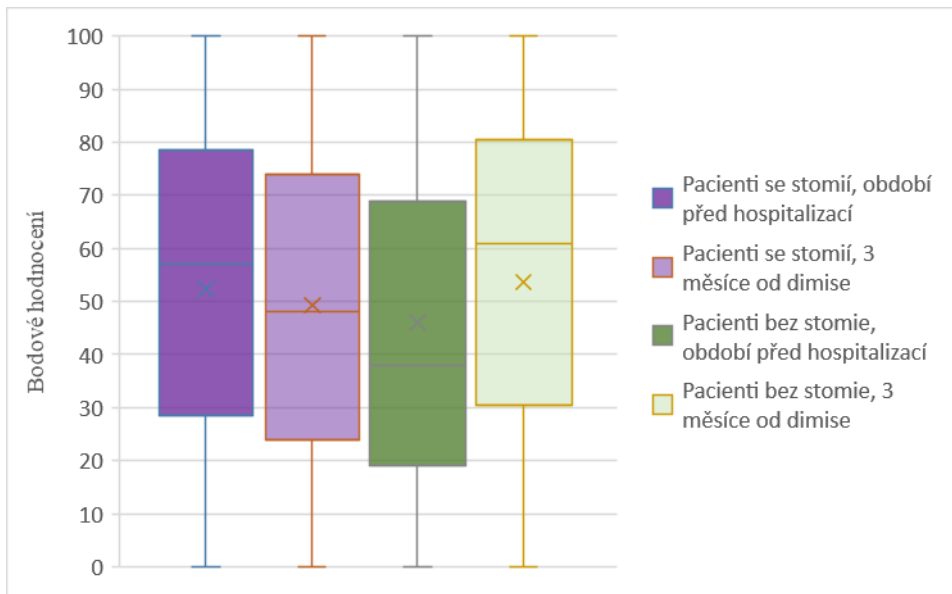 100
90
80
70
60
50
40
30
20
10
0
Bodové hodnocení
Pacienti se stomií, období
před hospitalizací
Pacienti se stomií, 3
měsíce od dimise
Pacienti bez stomie,
období před hospitalizací
Pacienti bez stomie, 3
měsíce od dimise